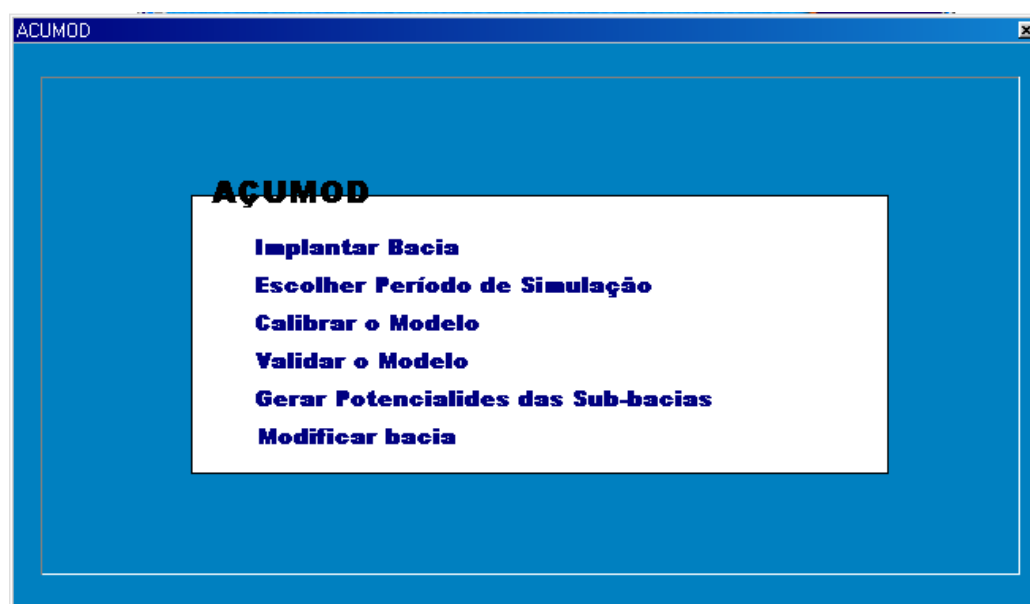 ACUMOD
AÇUMOD
Implantar Bacia
Escolher Período de Simulação
Calibrar o Modelo
Validar o Modelo
Gerar Potencialides das Sub-bacias
Modificar bacia